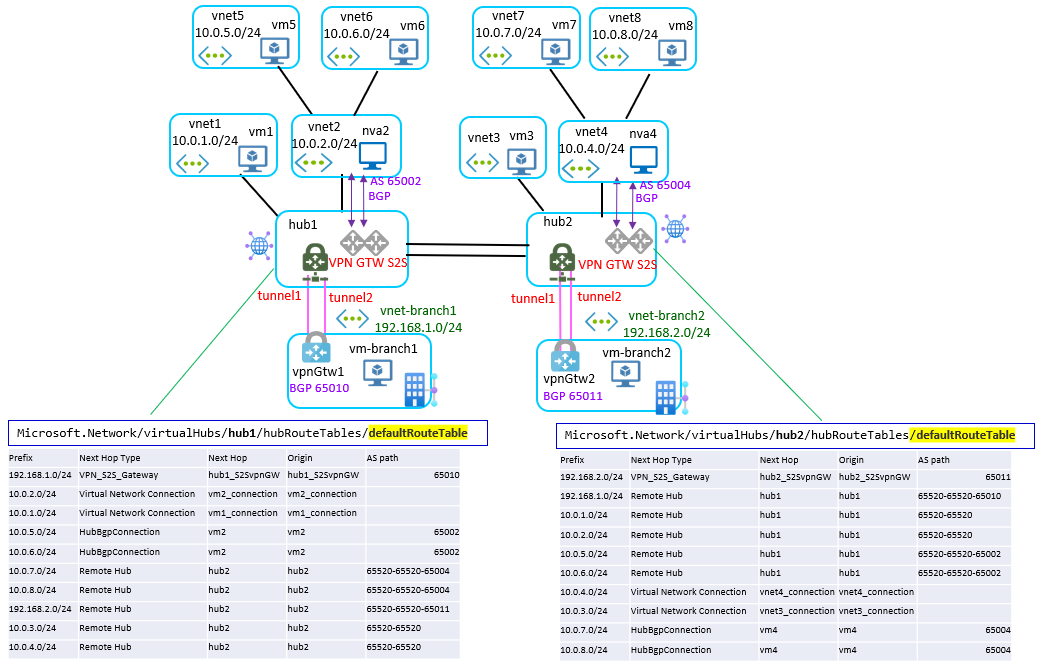 vnet5
10.0.5.0/24
vm5
vnet6
10.0.6.0/24
vm6
vnet7
10.0.7.0/24
vm7
vnet8
10.0.8.0/24
vm8
vnet1
10.0.1.0/24
vm1
vnet2
10.0.2.0/24
nva2
vnet3
vm3
vnet4
10.0.4.0/24
nva4
AS 65002
BGP
AS 65004
BGP
hub1
VPN GTW S2S
hub2
VPN GTW S2S
tunnel1
tunnel2
tunnel1
tunnel2
vnet-branch1
192.168.1.0/24
vnet-branch2
192.168.2.0/24
vm-branch1
vpnGtw1
BGP 65010
vm-branch2
vpnGtw2
BGP 65011
Microsoft.Network/virtualHubs/hub1/hubRouteTables/defaultRouteTable
Prefix Next Hop Type Next Hop Origin AS path
192.168.1.0/24 VPN_S2S_Gateway hub1_S2SvpnGW hub1_S2SvpnGW 65010
10.0.2.0/24 Virtual Network Connection vm2_connection vm2_connection
10.0.1.0/24 Virtual Network Connection vm1_connection vm1_connection
10.0.5.0/24 HubBgpConnection vm2 vm2 65002
10.0.6.0/24 HubBgpConnection vm2 vm2 65002
10.0.7.0/24 Remote Hub hub2 hub2 65520-65520-65004
10.0.8.0/24 Remote Hub hub2 hub2 65520-65520-65004
192.168.2.0/24 Remote Hub hub2 hub2 65520-65520-65011
10.0.3.0/24 Remote Hub hub2 hub2 65520-65520
10.0.4.0/24 Remote Hub hub2 hub2 65520-65520
Microsoft.Network/virtualHubs/hub2/hubRouteTables/defaultRouteTable
Prefix Next Hop Type Next Hop Origin AS path
192.168.2.0/24 VPN_S2S_Gateway hub2_S2SvpnGW hub2_S2SvpnGW 65011
192.168.1.0/24 Remote Hub hub1 hub1 65520-65520-65010
10.0.1.0/24 Remote Hub hub1 hub1 65520-65520
10.0.2.0/24 Remote Hub hub1 hub1 65520-65520
10.0.5.0/24 Remote Hub hub1 hub1 65520-65520-65002
10.0.6.0/24 Remote Hub hub1 hub1 65520-65520-65002
10.0.4.0/24 Virtual Network Connection vnet4_connection vnet4_connection
10.0.3.0/24 Virtual Network Connection vnet3_connection vnet3_connection
10.0.7.0/24 HubBgpConnection vm4 vm4 65004
10.0.8.0/24 HubBgpConnection vm4 vm4 65004